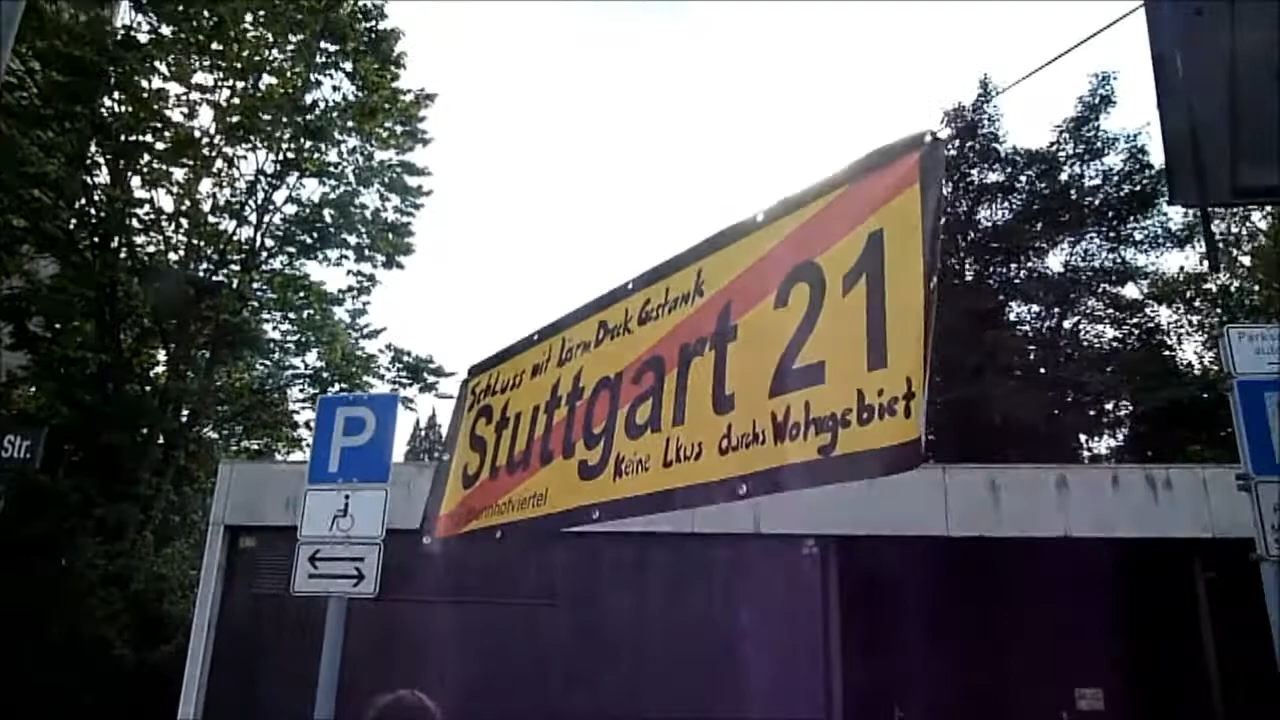 Schluss mit Lärm, Dreck, Gestank
Stuttgart 21
Keine Lkws durchs Wohngebiet
P
Str.